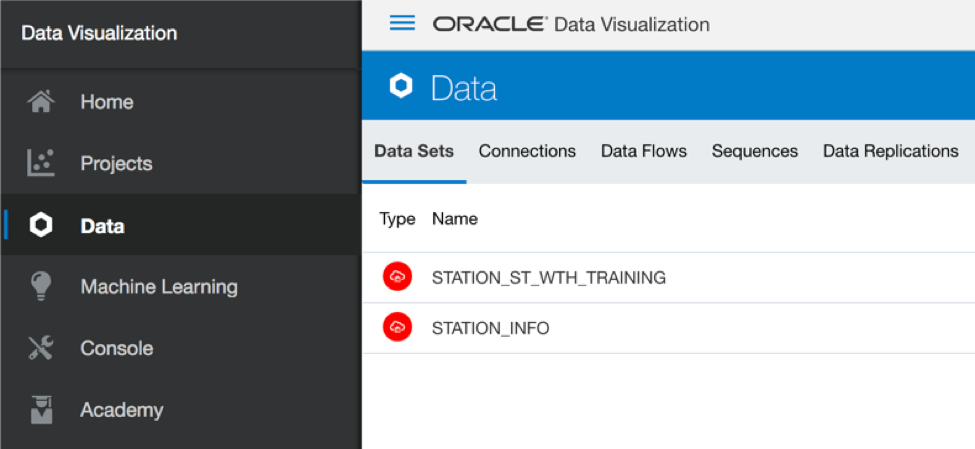 Data Visualization
Home
Projects
Data
Machine Learning
Console
Academy
ORACLE® Data Visualization
Data
Data Sets Connections Data Flows Sequences Data Replications
Type Name
STATION_ST_WTH_TRAINING
STATION_INFO